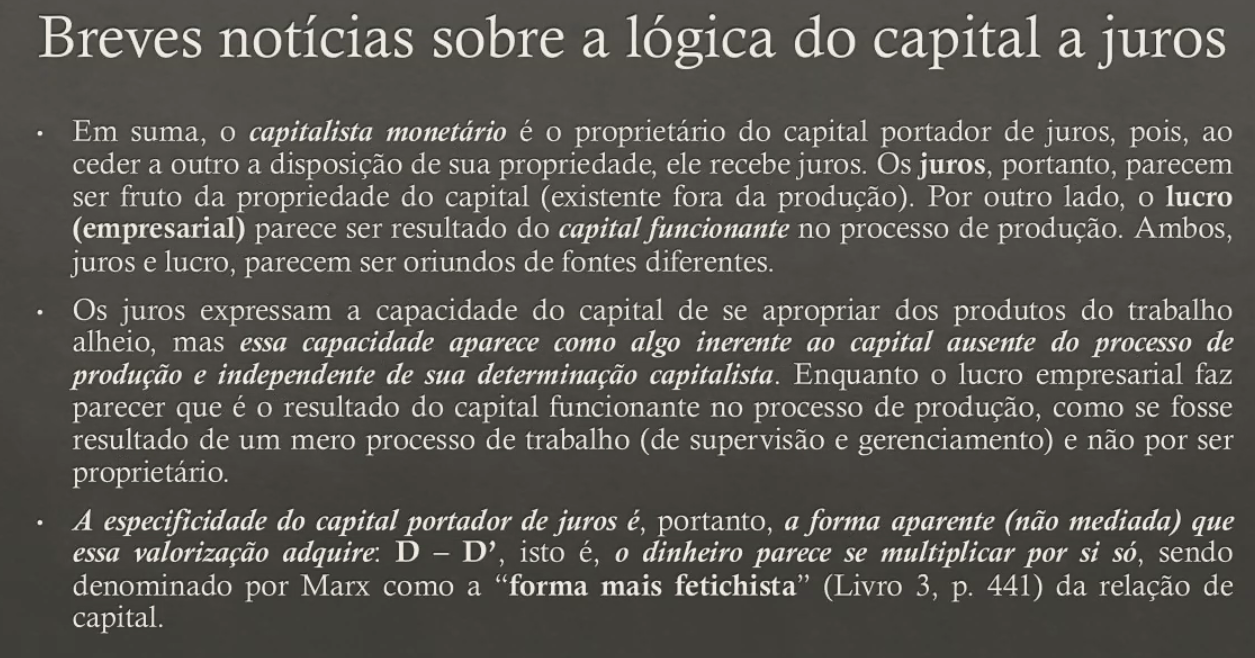 Breves notícias sobre a lógica do capital a juros
• Em suma, o capitalista monetário é o proprietário do capital portador de juros, pois, ao
ceder a outro a disposição de sua propriedade, ele recebe juros. Os juros, portanto, parecem
ser fruto da propriedade do capital (existente fora da produção). Por outro lado, o lucro
(empresarial) parece ser resultado do capital funcionante no processo de produção. Ambos,
juros e lucro, parecem ser oriundos de fontes diferentes.
• Os juros expressam a capacidade do capital de se apropriar dos produtos do trabalho
alheio, mas essa capacidade aparece como algo inerente ao capital ausente do processo de
produção e independente de sua determinação capitalista. Enquanto o lucro empresarial faz
parecer que é o resultado do capital funcionante no processo de produção, como se fosse
resultado de um mero processo de trabalho (de supervisão e gerenciamento) e não por ser
proprietário.
• A especificidade do capital portador de juros é, portanto, a forma aparente (não mediada) que
essa valorização adquire: D – D’, isto é, o dinheiro parece se multiplicar por si só, sendo
denominado por Marx como a “forma mais fetichista” (Livro 3, p. 441) da relação de
capital.